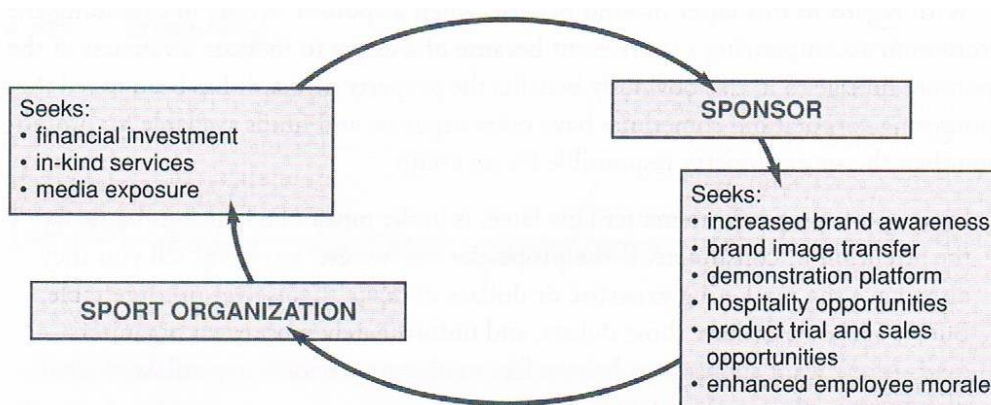 Seeks:
• financial investment
• in-kind services
• media exposure
SPONSOR
Seeks:
• increased brand awareness
• brand image transfer
• demonstration platform
• hospitality opportunities
• product trial and sales
opportunities
• enhanced employee morale
SPORT ORGANIZATION